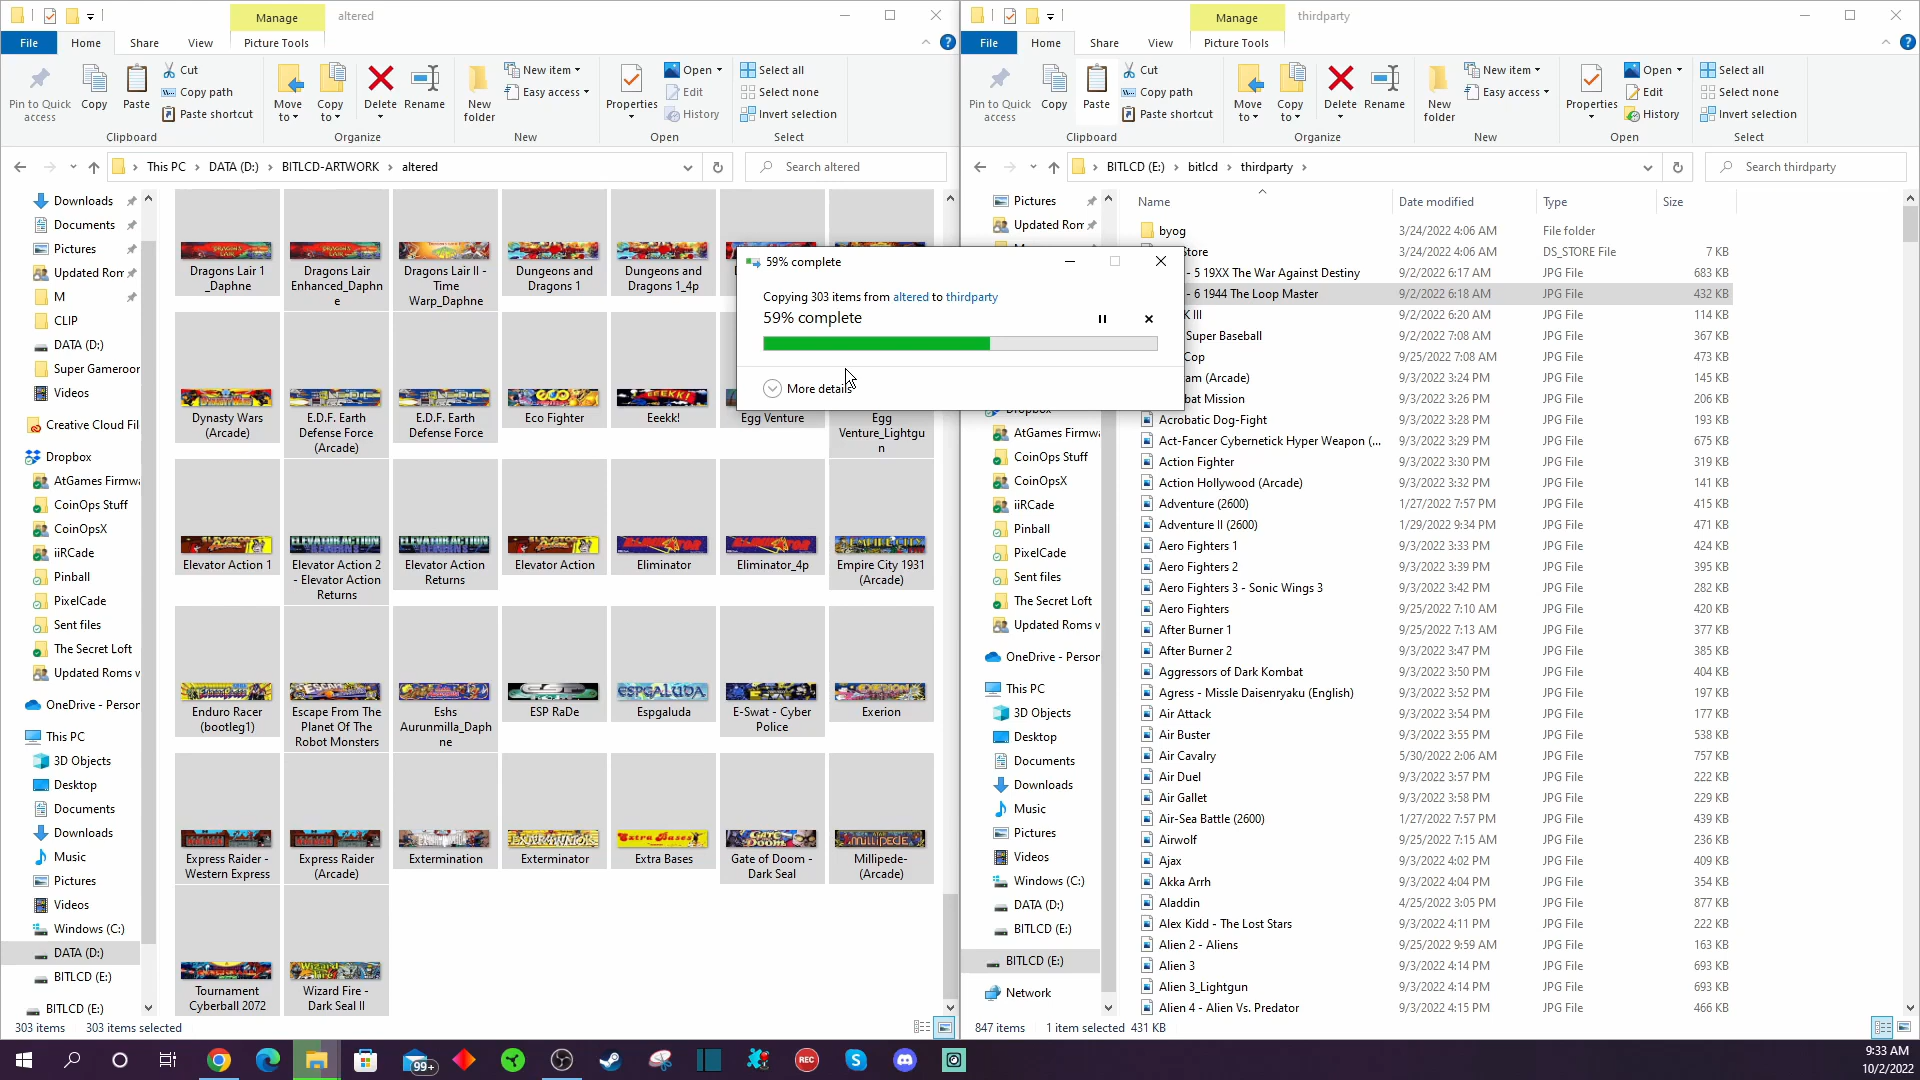 Manage
altered
File
Home
Share
View
Picture Tools
Pin to Quick access
Copy
Paste
Cut
Copy path
Paste shortcut
Move to
Copy to
Delete
Rename
New folder
New item
Easy access
Properties
Open
Edit
History
Select all
Select none
Invert selection
Clipboard
Organize
New
Open
Select
This PC > DATA (D:) > BITLCD-ARTWORK > altered
Search altered
Downloads
Documents
Pictures
Updated Rom
M
CLIP
DATA (D:)
Super Gameroor
Videos
Creative Cloud Fil
Dropbox
AtGames Firmwa
CoinOps Stuff
CoinOpsX
iiRCade
Pinball
PixelCade
Sent files
The Secret Loft
Updated Roms w
OneDrive - Persor
This PC
3D Objects
Desktop
Documents
Downloads
Music
Pictures
Videos
Windows (C:)
DATA (D:)
BITLCD (E:)
BITLCD (E:)
Dragons Lair 1_Daphne
Dragons Lair Enhanced_Daphne
Dragons Lair II - Time Warp_Daphne
Dungeons and Dragons 1
Dungeons and Dragons 1_4p
Dynasty Wars (Arcade)
E.D.F. Earth Defense Force (Arcade)
E.D.F. Earth Defense Force
Eco Fighter
Eeekk!
Egg Venture
Egg Venture_Lightgun
Elevator Action 1
Elevator Action 2 - Elevator Action Returns
Elevator Action Returns
Elevator Action
Eliminator
Eliminator_4p
Empire City 1931 (Arcade)
Enduro Racer (bootleg1)
Escape From The Planet Of The Robot Monsters
Eshs Aurunmilla_Daphne
ESP RaDe
Espgaluda
E-Swat - Cyber Police
Exerion
Express Raider - Western Express
Express Raider (Arcade)
Extermination
Exterminator
Extra Bases
Gate of Doom - Dark Seal
Millipede-(Arcade)
Tournament Cyberball 2072
Wizard Fire - Dark Seal II
303 items
303 items selected
59% complete
Copying 303 items from altered to thirdparty
59% complete
More details
Manage
thirdparty
File
Home
Share
View
Picture Tools
Pin to Quick access
Copy
Paste
Cut
Copy path
Paste shortcut
Move to
Copy to
Delete
Rename
New folder
New item
Easy access
Properties
Open
Edit
History
Select all
Select none
Invert selection
Clipboard
Organize
New
Open
Select
BITLCD (E:) > bitlcd > thirdparty >
Search thirdparty
Pictures
Updated Rom
Dropbox
AtGames Firmwa
CoinOps Stuff
CoinOpsX
iiRCade
Pinball
PixelCade
Sent files
The Secret Loft
Updated Roms w
OneDrive - Persor
This PC
3D Objects
Desktop
Documents
Downloads
Music
Pictures
Videos
Windows (C:)
DATA (D:)
BITLCD (E:)
BITLCD (E:)
Network
Name Date modified Type Size
byog 3/24/2022 4:06 AM File folder
Store 3/24/2022 4:06 AM DS_STORE File 7 KB
- 5 19XX The War Against Destiny 9/2/2022 6:17 AM JPG File 683 KB
- 6 1944 The Loop Master 9/2/2022 6:18 AM JPG File 432 KB
K III 9/2/2022 6:20 AM JPG File 114 KB
Super Baseball 9/2/2022 7:08 AM JPG File 367 KB
Cop 9/25/2022 7:08 AM JPG File 473 KB
am (Arcade) 9/3/2022 3:24 PM JPG File 145 KB
bat Mission 9/3/2022 3:26 PM JPG File 206 KB
Acrobatic Dog-Fight 9/3/2022 3:28 PM JPG File 193 KB
Act-Fancer Cybernetick Hyper Weapon (... 9/3/2022 3:29 PM JPG File 675 KB
Action Fighter 9/3/2022 3:30 PM JPG File 319 KB
Action Hollywood (Arcade) 9/3/2022 3:32 PM JPG File 141 KB
Adventure (2600) 1/27/2022 7:57 PM JPG File 415 KB
Adventure II (2600) 1/29/2022 9:34 PM JPG File 471 KB
Aero Fighters 1 9/3/2022 3:33 PM JPG File 424 KB
Aero Fighters 2 9/3/2022 3:39 PM JPG File 395 KB
Aero Fighters 3 - Sonic Wings 3 9/3/2022 3:42 PM JPG File 282 KB
Aero Fighters 9/25/2022 7:10 AM JPG File 420 KB
After Burner 1 9/25/2022 7:13 AM JPG File 377 KB
After Burner 2 9/3/2022 3:47 PM JPG File 385 KB
Aggressors of Dark Kombat 9/3/2022 3:50 PM JPG File 404 KB
Agress - Missle Daisenryaku (English) 9/3/2022 3:52 PM JPG File 197 KB
Air Attack 9/3/2022 3:54 PM JPG File 177 KB
Air Buster 9/3/2022 3:55 PM JPG File 538 KB
Air Cavalry 5/30/2022 2:06 AM JPG File 757 KB
Air Duel 9/3/2022 3:57 PM JPG File 222 KB
Air Gallet 9/3/2022 3:58 PM JPG File 229 KB
Air-Sea Battle (2600) 1/27/2022 7:57 PM JPG File 439 KB
Airwolf 9/25/2022 7:15 AM JPG File 236 KB
Ajax 9/3/2022 4:02 PM JPG File 409 KB
Akka Arrh 9/3/2022 4:04 PM JPG File 354 KB
Aladdin 4/25/2022 3:05 PM JPG File 877 KB
Alex Kidd - The Lost Stars 9/3/2022 4:11 PM JPG File 222 KB
Alien 2 - Aliens 9/25/2022 9:59 AM JPG File 163 KB
Alien 3 9/3/2022 4:14 PM JPG File 693 KB
Alien 3_Lightgun 9/3/2022 4:14 PM JPG File 693 KB
Alien 4 - Alien Vs. Predator 9/3/2022 4:15 PM JPG File 466 KB
847 items
1 item selected 431 KB
99+
REC
9:33 AM
10/2/2022